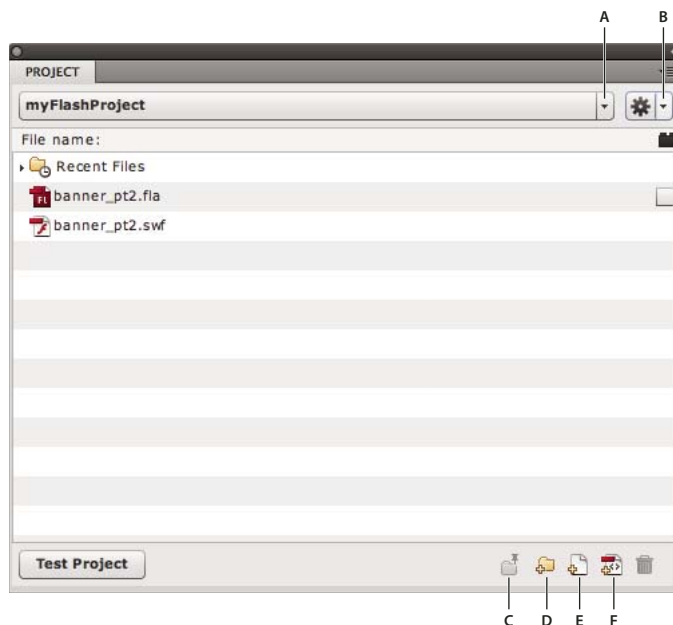 A B
PROJECT
myFlashProject
File name:
Recent Files
banner_pt2.fla
banner_pt2.swf
Test Project
C D E F